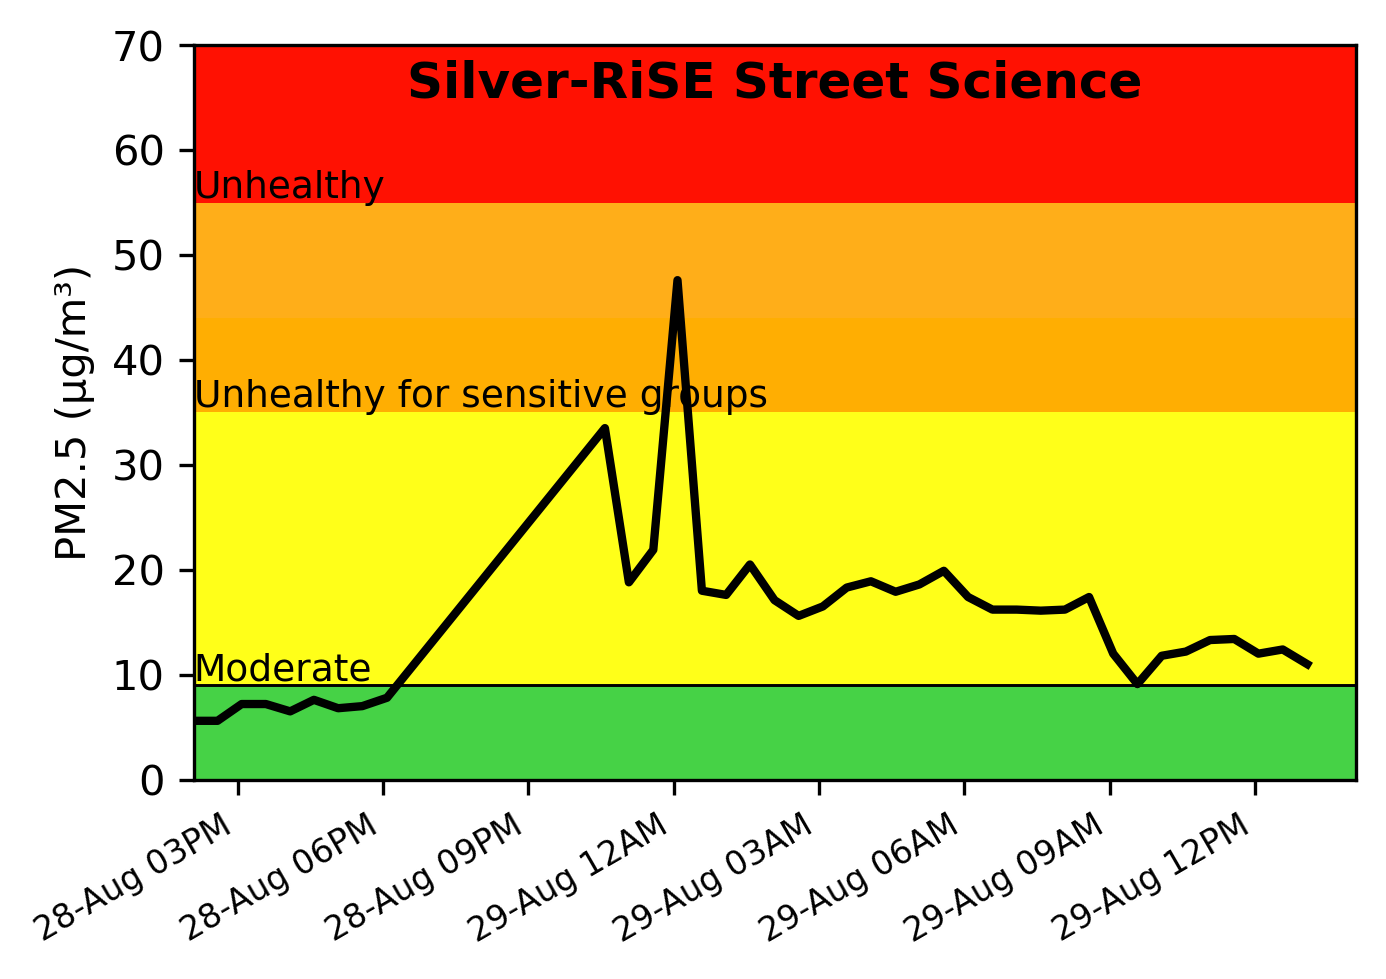 Silver-RiSE Street Science
70
60
Unhealthy
50
40
Unhealthy for sensitive groups
30
20
Moderate
10
0
PM2.5 (µg/m³)
28-Aug 03PM
28-Aug 06PM
28-Aug 09PM
29-Aug 12AM
29-Aug 03AM
29-Aug 06AM
29-Aug 09AM
29-Aug 12PM